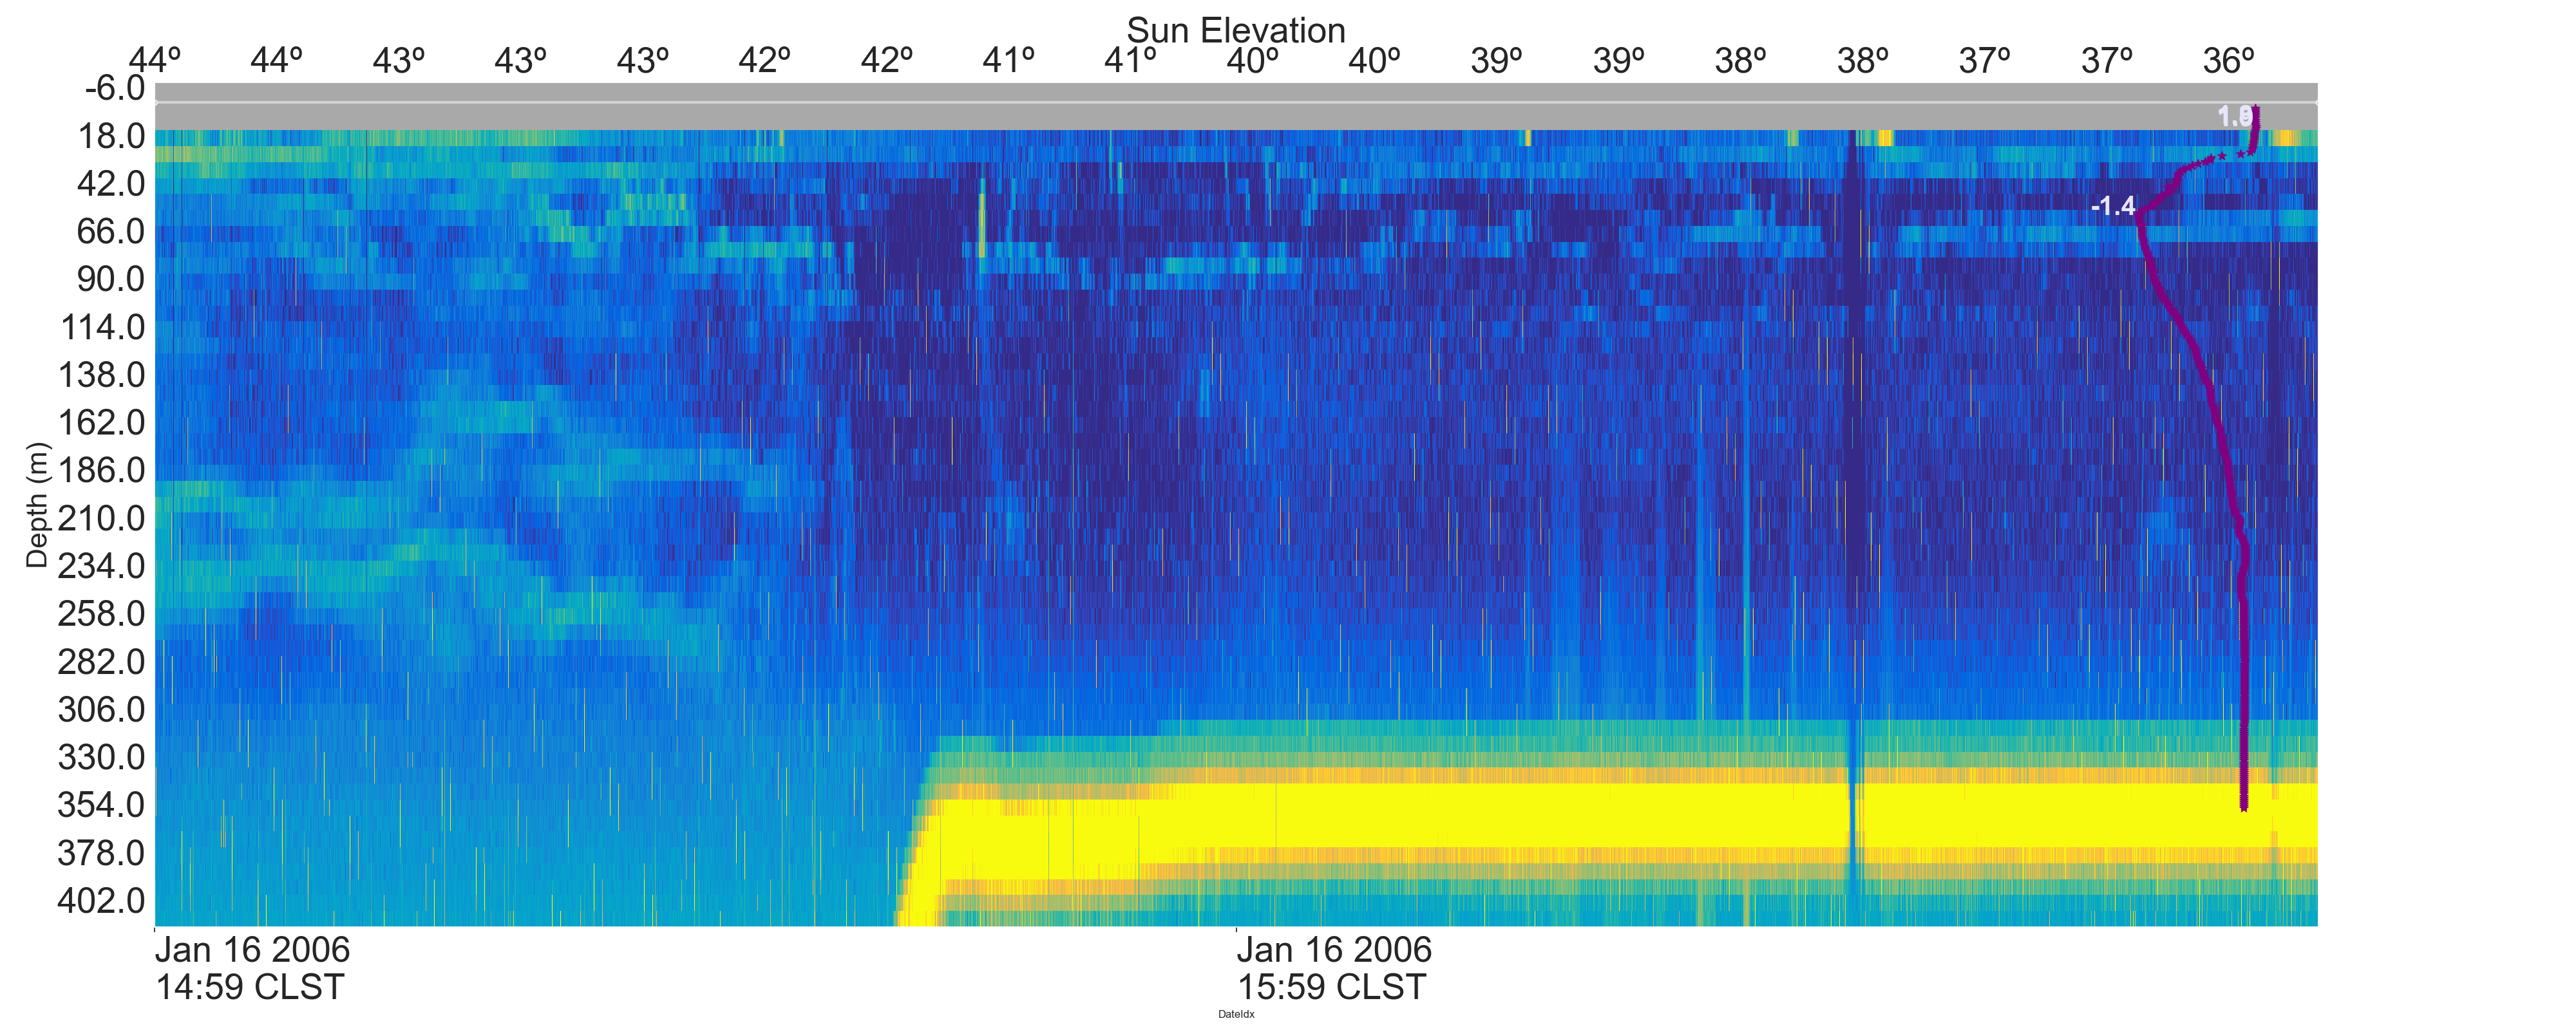 Sun Elevation
44º 44º 43º 43º 43º 42º 42º 41º 41º 40º 40º 39º 39º 38º 38º 37º 37º 36º
-6.0
18.0
42.0
66.0
90.0
114.0
138.0
162.0
186.0
210.0
234.0
258.0
282.0
306.0
330.0
354.0
378.0
402.0
Depth (m)
-1.4
Jan 16 2006
14:59 CLST
Jan 16 2006
15:59 CLST
DateIdx